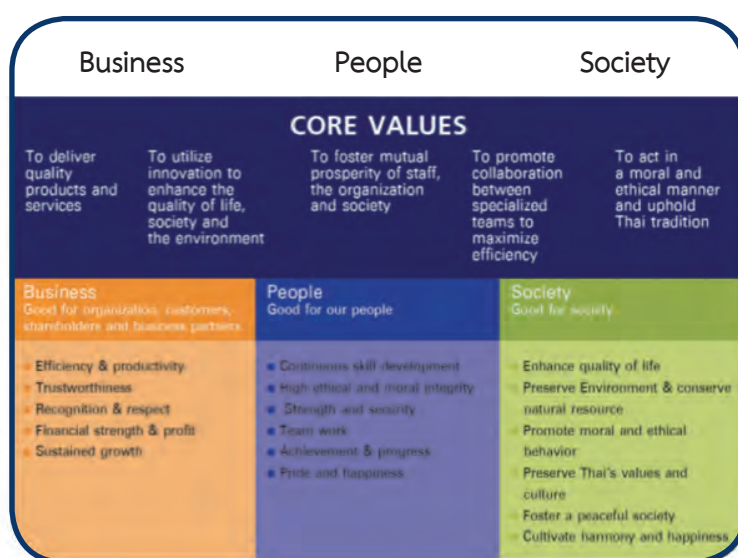 Business
People
Society
CORE VALUES
To deliver
quality
products and
services
To utilize
innovation to
enhance the
quality of life,
society and
the environment
To foster mutual
prosperity of staff,
the organization
and society
To promote
collaboration
between
specialized
teams to
maximize
efficiency
To act in
a moral and
ethical manner
and uphold
Thai tradition
Business
Good for organization, customers,
shareholders and business partners
Efficiency & productivity
Trustworthiness
Recognition & respect
Financial strength & profit
Sustained growth
People
Good for our people
Continuous skill development
High ethical and moral integrity
Strength and security
Team work
Achievement & progress
Pride and happiness
Society
Good for society
Enhance quality of life
Preserve Environment & conserve
natural resource
Promote moral and ethical
behavior
Preserve Thai's values and
culture
Foster a peaceful society
Cultivate harmony and happiness